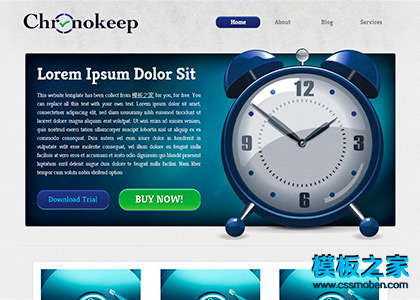 Chronokeep
Home About Blog Services
Lorem Ipsum Dolor Sit
This website template has been collect from 模板之家 for you, for free. You
can replace all this text with your own text. Lorem ipsum dolor sit amet,
consectetuer adipiscing elit, sed diam nonummy nibh euismod tincidunt ut
laoreet dolore magna aliquam erat volutpat. Ut wisi enim ad minim veniam,
quis nostrud exerci tation ullamcorper suscipit lobortis nisl ut aliquip ex ea
commodo consequat. Duis autem vel eum iriure dolor in hendrerit in
vulputate velit esse molestie consequat, vel illum dolore eu feugiat nulla
facilisis at vero eros et accumsan et iusto odio dignissim qui blandit
praesent luptatum zzril delenit augue duis dolore te feugait nulla facilisi. Nam liber
tempor cum soluta nobis eleifend.
Download Trial BUY NOW!
12
3
6
9
模板之家
www.cssmoban.com